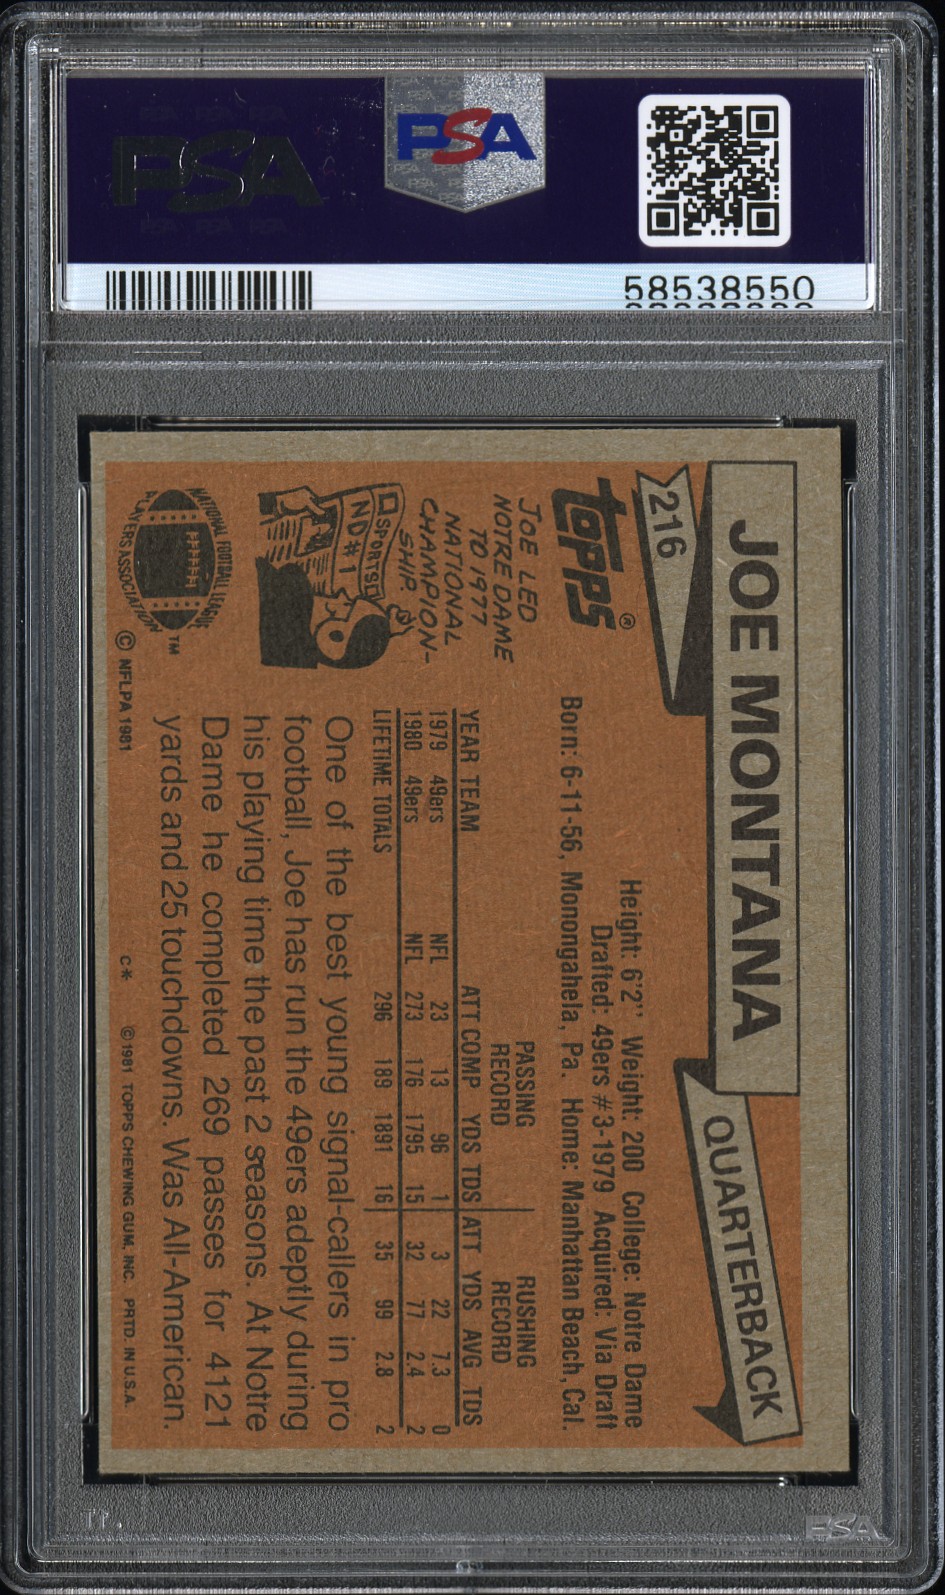 PSA
PSA
58538550
216
JOE MONTANA
QUARTERBACK
TOPPS®
Height: 6'2'' Weight: 200 College: Notre Dame
Drafted: 49ers #3-1979 Acquired: Via Draft
Born: 6-11-56, Monongahela, Pa. Home: Manhattan Beach, Cal.
JOE LED
NOTRE DAME
TO 1977
NATIONAL
CHAMPION-
SHIP.
SPORTS
ND #1
PASSING RECORD
RUSHING RECORD
YEAR TEAM ATT COMP YDS TDS ATT YDS AVG TDS
1979 49ers NFL 23 13 96 1 3 22 7.3 0
1980 49ers NFL 273 176 1795 15 32 77 2.4 2
LIFETIME TOTALS 296 189 1891 16 35 99 2.8 2
One of the best young signal-callers in pro
football, Joe has run the 49ers adeptly during
his playing time the past 2 seasons. At Notre
Dame he completed 269 passes for 4121
yards and 25 touchdowns. Was All-American.
NATIONAL FOOTBALL LEAGUE
PLAYERS ASSOCIATION
™
© NFLPA 1981
C* © 1981 TOPPS CHEWING GUM, INC. PRTD. IN U.S.A.
PSA